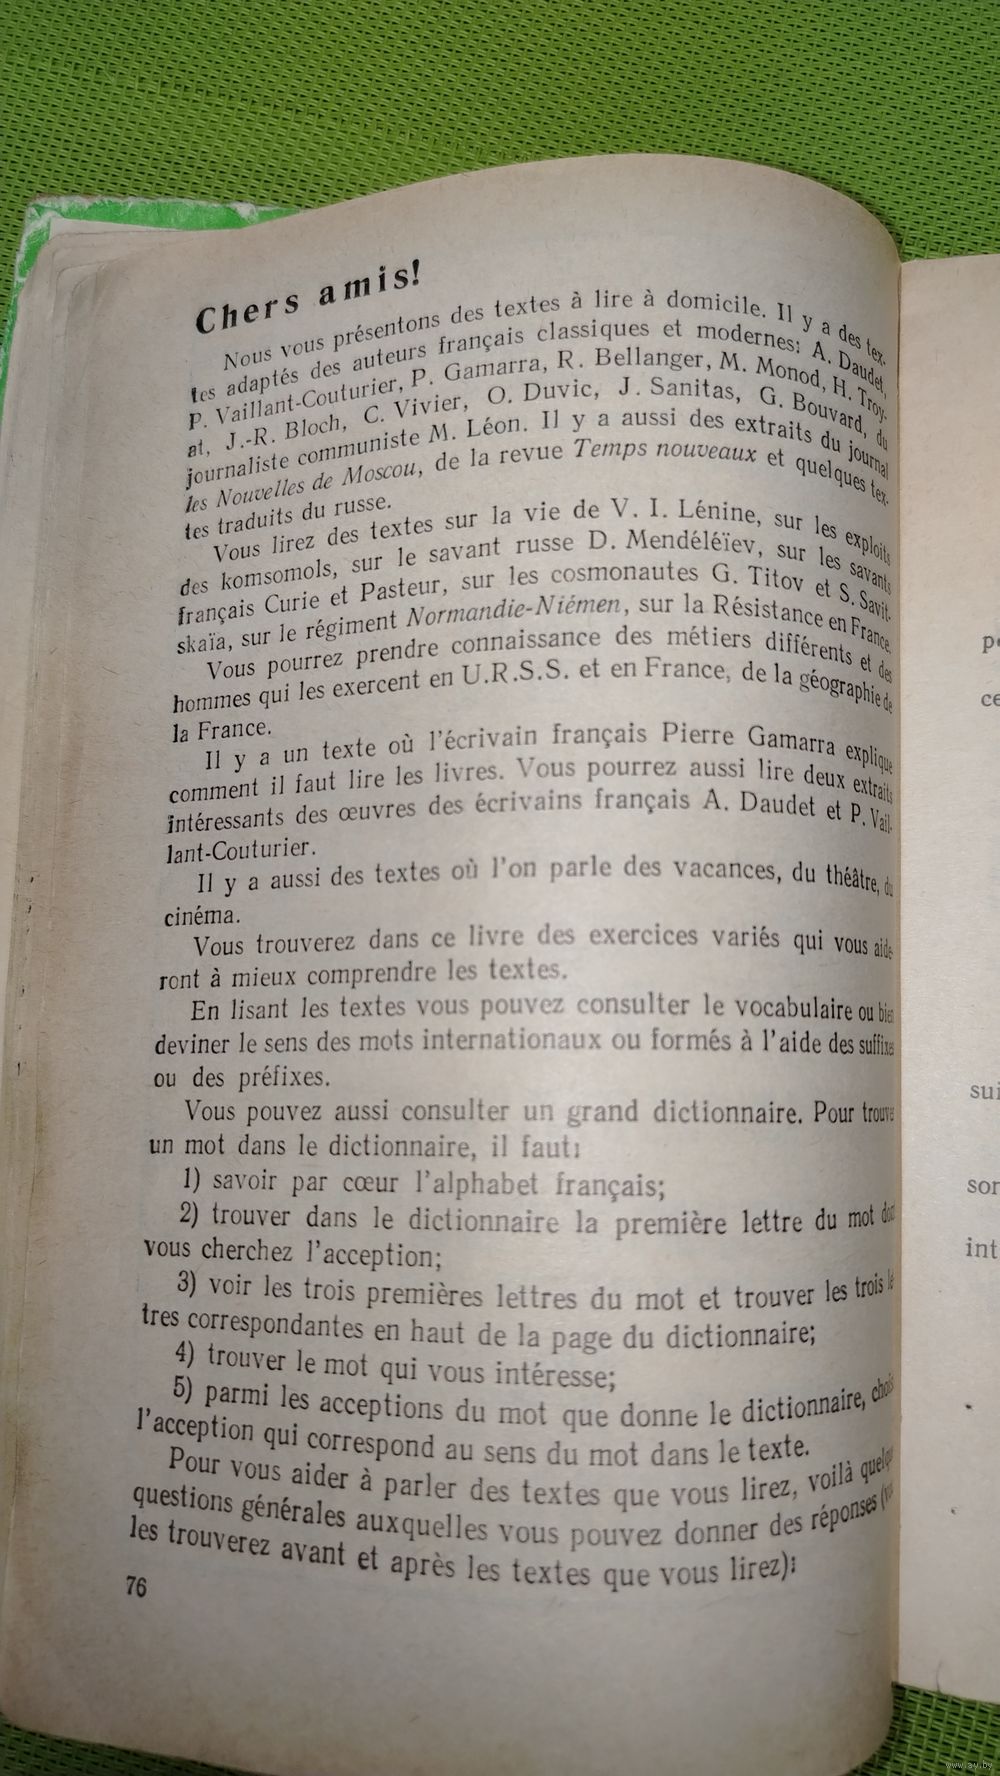 Chers amis!
Nous vous présentons des textes à lire à domicile. Il y a des tex-
tes adaptés des auteurs français classiques et modernes: A. Daudet,
P. Vaillant-Couturier, P. Gamarra, R. Bellanger, M. Monod, H. Troy-
at, J.-R. Bloch, C. Vivier, O. Duvic, J. Sanitas, G. Bouvard, du
journaliste communiste M. Léon. Il y a aussi des extraits du journal
les Nouvelles de Moscou, de la revue Temps nouveaux et quelques tex-
tes traduits du russe.
Vous lirez des textes sur la vie de V. I. Lénine, sur les exploits
des komsomols, sur le savant russe D. Mendéléïev, sur les savants
français Curie et Pasteur, sur les cosmonautes G. Titov et S. Savit-
skaïa, sur le régiment Normandie-Niémen, sur la Résistance en France.
Vous pourrez prendre connaissance des métiers différents et des
hommes qui les exercent en U.R.S.S. et en France, de la géographie de
la France.
Il y a un texte où l'écrivain français Pierre Gamarra explique
comment il faut lire les livres. Vous pourrez aussi lire deux extraits
intéressants des œuvres des écrivains français A. Daudet et P. Vail-
lant-Couturier.
Il y a aussi des textes où l'on parle des vacances, du théâtre, du
cinéma.
Vous trouverez dans ce livre des exercices variés qui vous aide-
ront à mieux comprendre les textes.
En lisant les textes vous pouvez consulter le vocabulaire ou bien
deviner le sens des mots internationaux ou formés à l'aide des suffixes
ou des préfixes.
Vous pouvez aussi consulter un grand dictionnaire. Pour trouver
un mot dans le dictionnaire, il faut:
1) savoir par cœur l'alphabet français;
2) trouver dans le dictionnaire la première lettre du mot dont
vous cherchez l'acception;
3) voir les trois premières lettres du mot et trouver les trois
tres correspondantes en haut de la page du dictionnaire;
4) trouver le mot qui vous intéresse;
5) parmi les acceptions du mot que donne le dictionnaire,
l'acception qui correspond au sens du mot dans le texte.
Pour vous aider à parler des textes que vous lirez, voilà
questions générales auxquelles vous pouvez donner des réponses
les trouverez avant et après les textes que vous lirez):
76
sui
int
www.ay.by